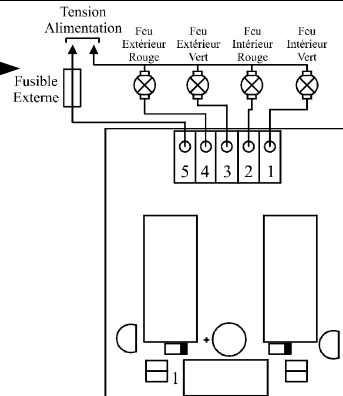 Tension
Alimentation
Feu
Extérieur
Rouge
Feu
Extérieur
Vert
Feu
Intérieur
Rouge
Feu
Intérieur
Vert
Fusible
Externe
5 4 3 2 1
+
1